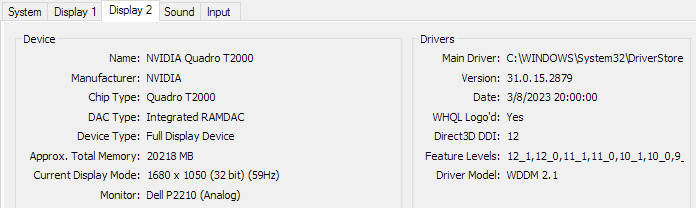 System Display 1 Display 2 Sound Input
Device
Name: NVIDIA Quadro T2000
Manufacturer: NVIDIA
Chip Type: Quadro T2000
DAC Type: Integrated RAMDAC
Device Type: Full Display Device
Approx. Total Memory: 20218 MB
Current Display Mode: 1680 x 1050 (32 bit) (59Hz)
Monitor: Dell P2210 (Analog)
Drivers
Main Driver: C:\WINDOWS\System32\DriverStore
Version: 31.0.15.2879
Date: 3/8/2023 20:00:00
WHQL Logo'd: Yes
Direct3D DDI: 12
Feature Levels: 12_1,12_0,11_1,11_0,10_1,10_0,9_
Driver Model: WDDM 2.1